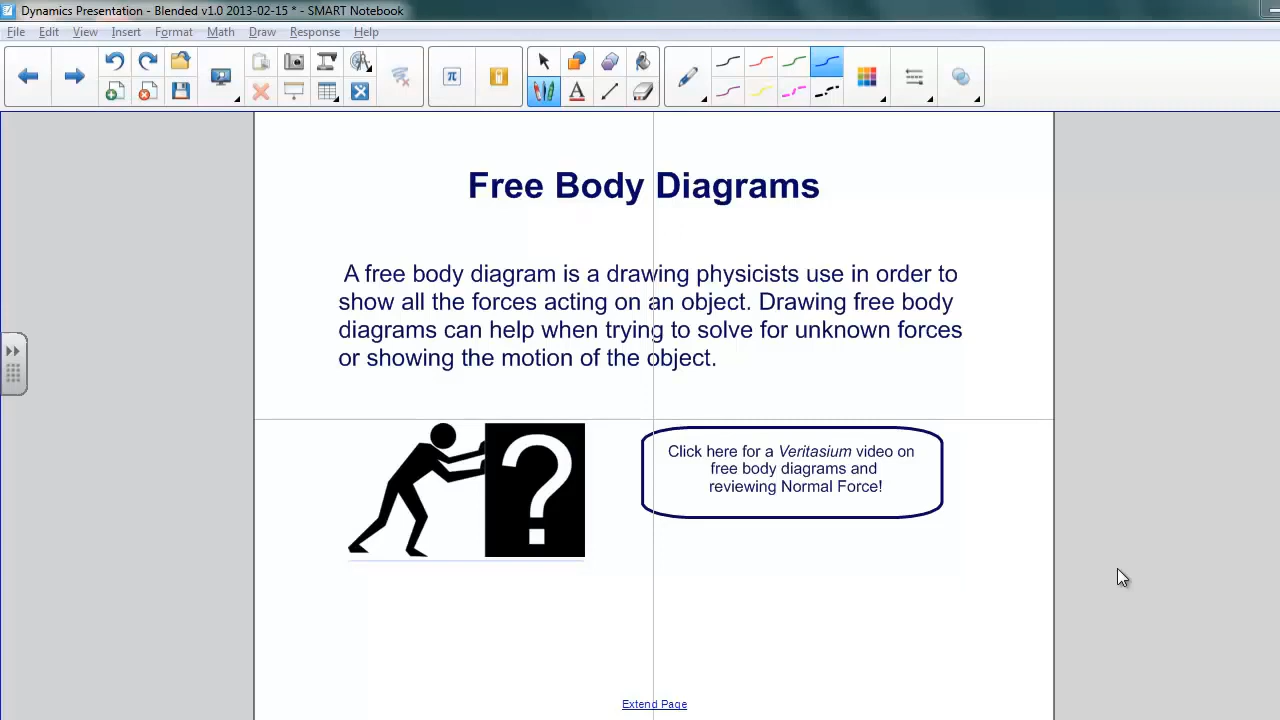 Dynamics Presentation - Blended v1.0 2013-02-15 * - SMART Notebook
File Edit View Insert Format Math Draw Response Help
π
A
Free Body Diagrams
A free body diagram is a drawing physicists use in order to
show all the forces acting on an object. Drawing free body
diagrams can help when trying to solve for unknown forces
or showing the motion of the object.
?
Click here for a Veritasium video on
free body diagrams and
reviewing Normal Force!
Extend Page